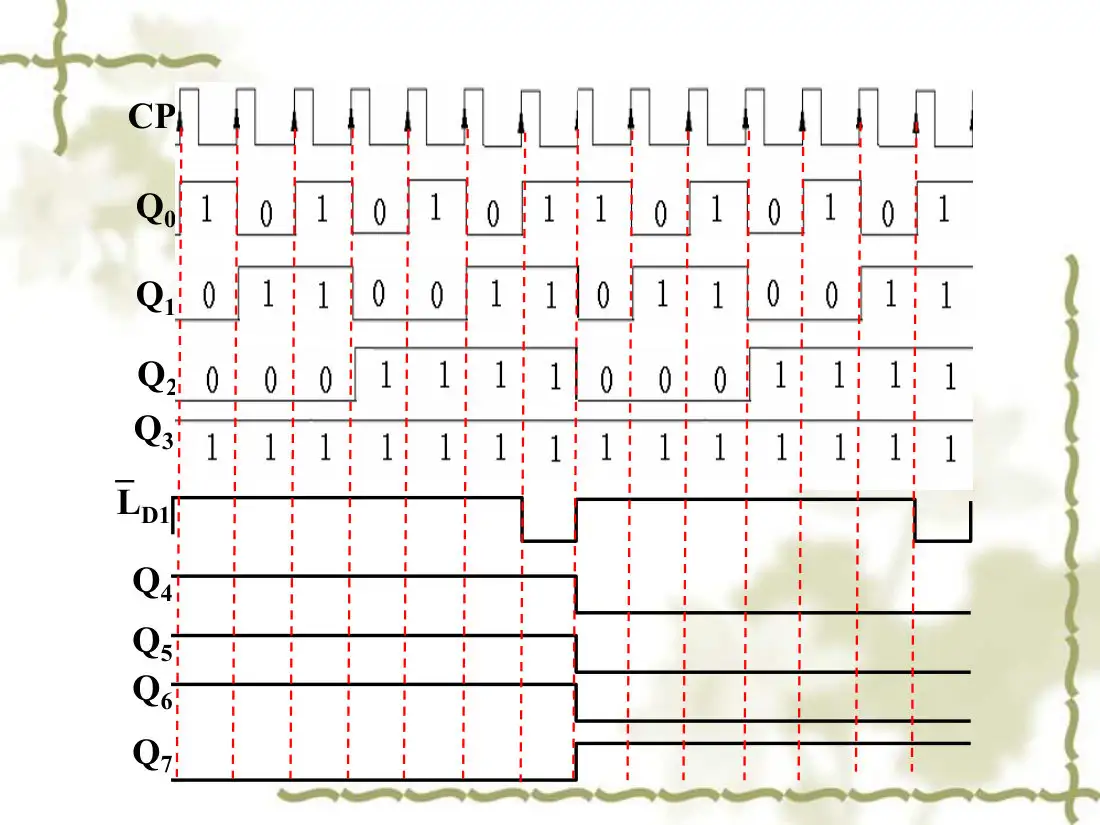 CP
Q0 1 0 1 0 1 0 1 1 0 1 0 1 0 1
Q1 0 1 1 0 0 1 1 0 1 1 0 0 1 1
Q2 0 0 0 1 1 1 1 0 0 0 1 1 1 1
Q3 1 1 1 1 1 1 1 1 1 1 1 1 1 1
L̅D1
Q4
Q5
Q6
Q7